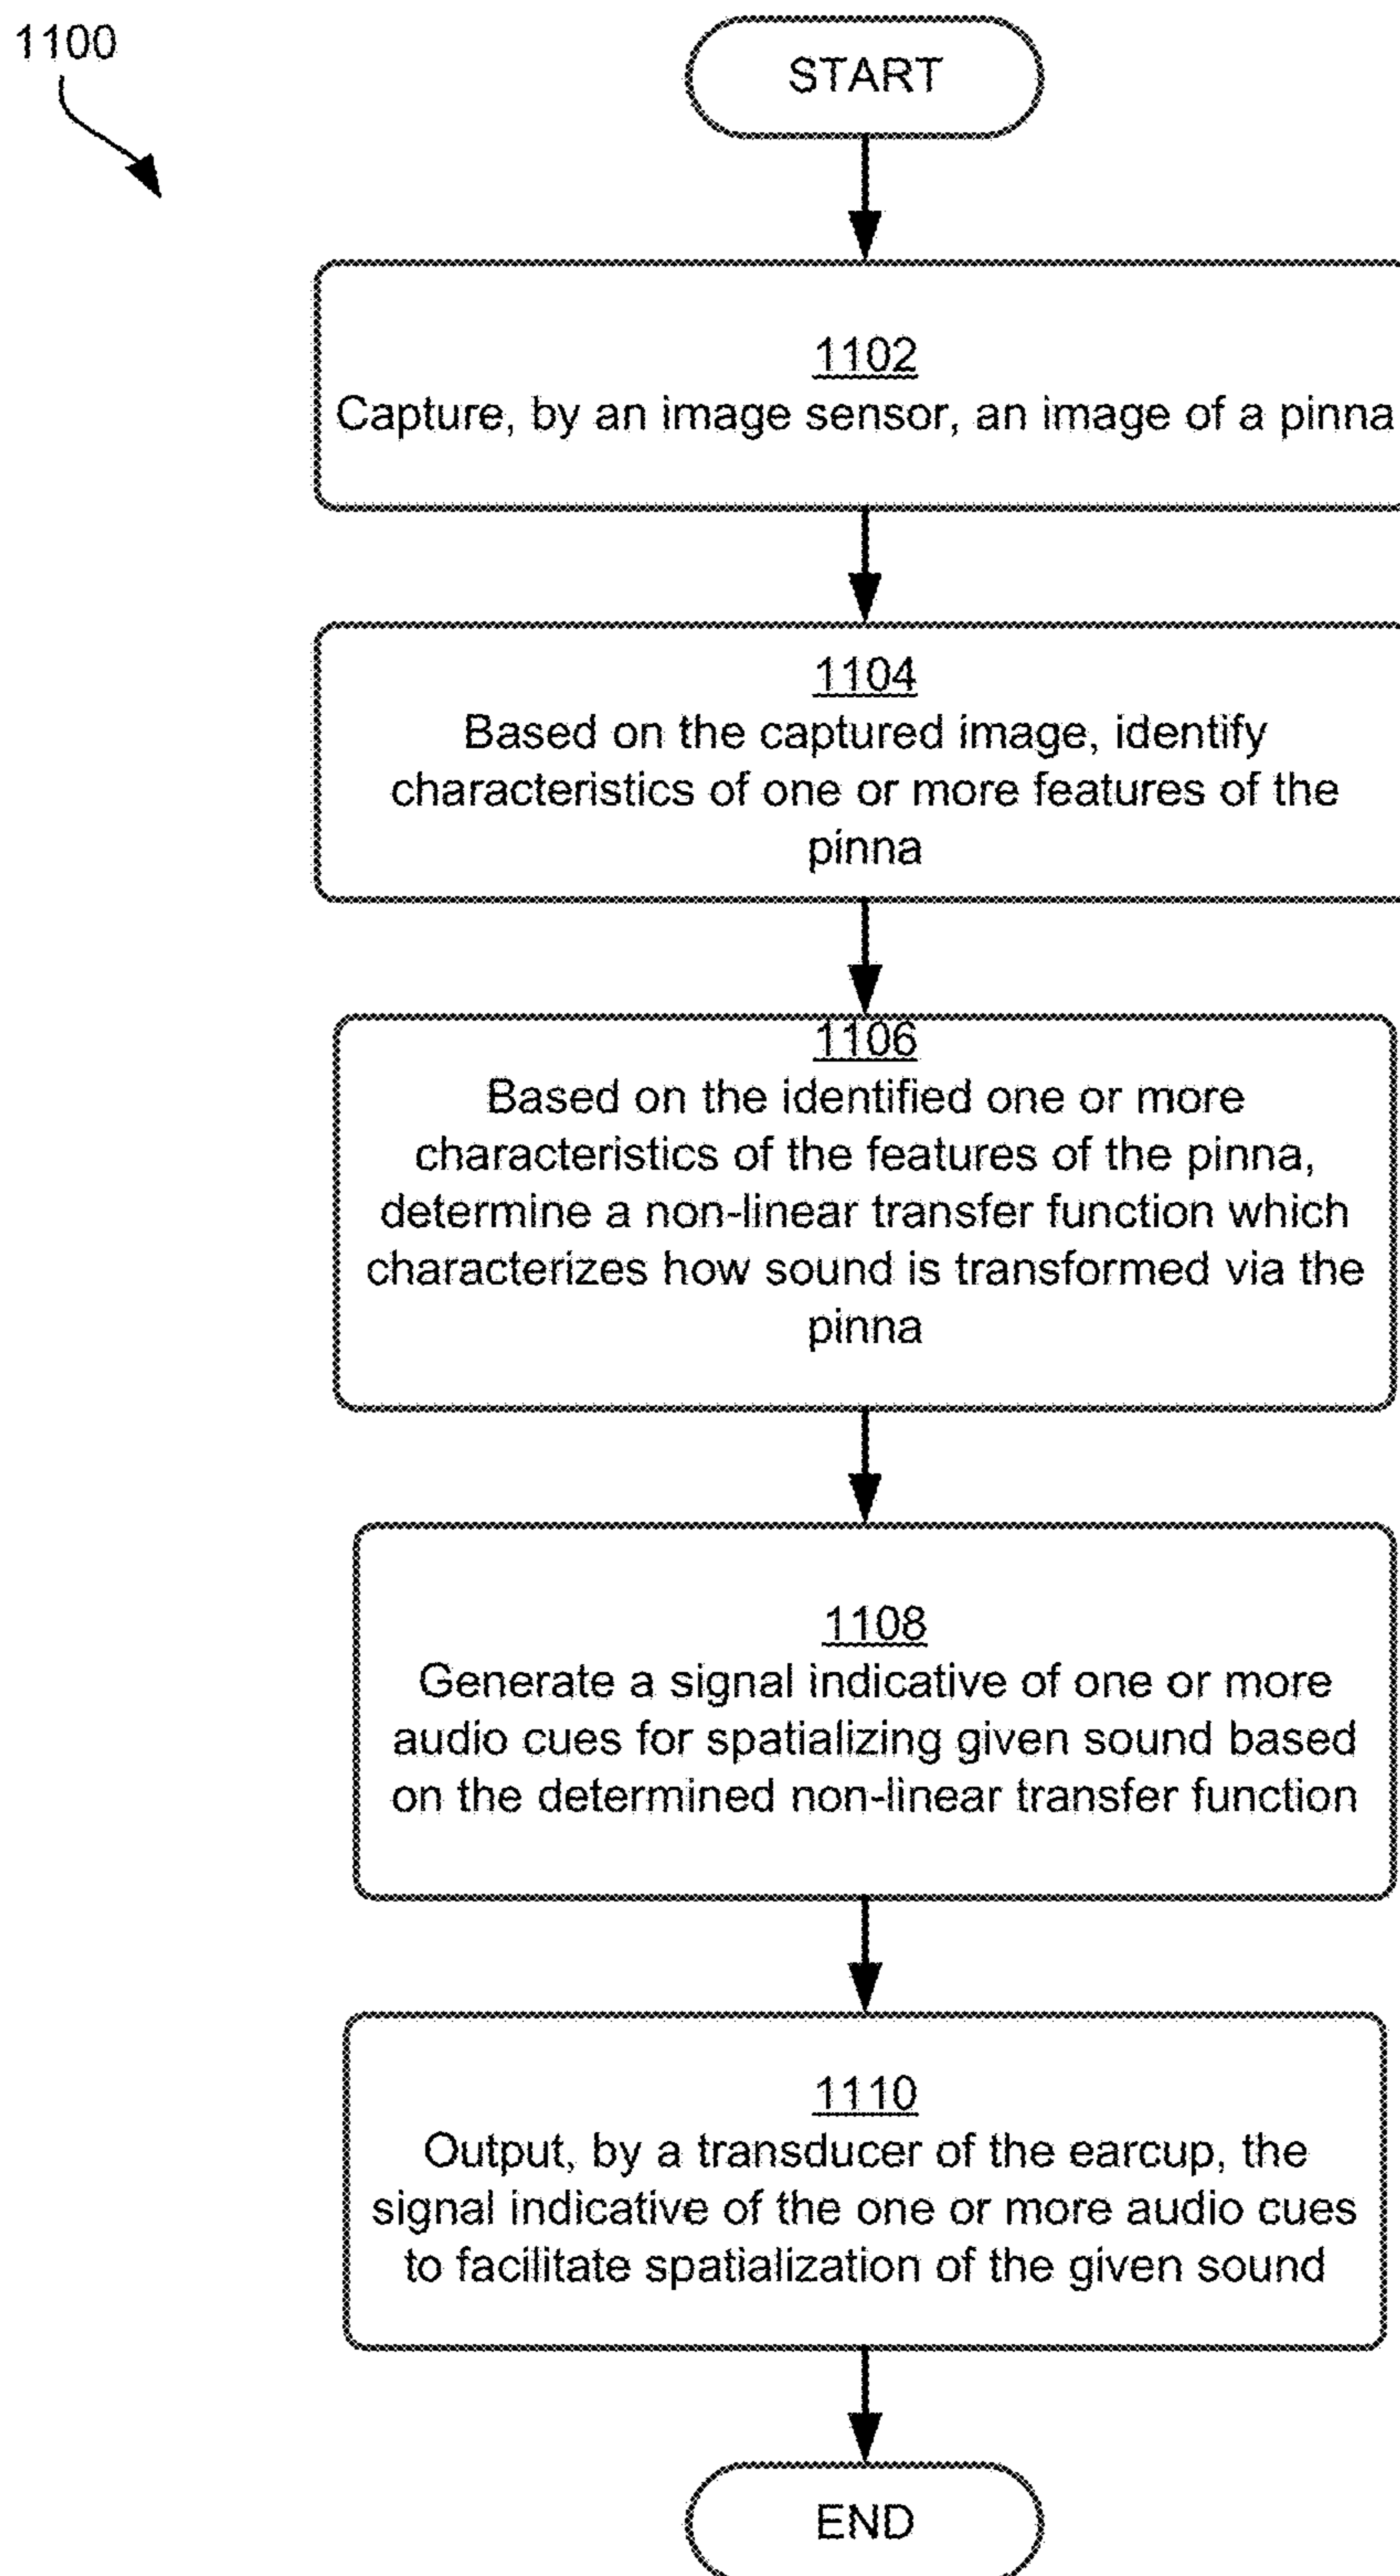 1100
START
1102
Capture, by an image sensor, an image of a pinna
1104
Based on the captured image, identify
characteristics of one or more features of the
pinna
1106
Based on the identified one or more
characteristics of the features of the pinna,
determine a non-linear transfer function which
characterizes how sound is transformed via the
pinna
1108
Generate a signal indicative of one or more
audio cues for spatializing given sound based
on the determined non-linear transfer function
1110
Output, by a transducer of the earcup, the
signal indicative of the one or more audio cues
to facilitate spatialization of the given sound
END